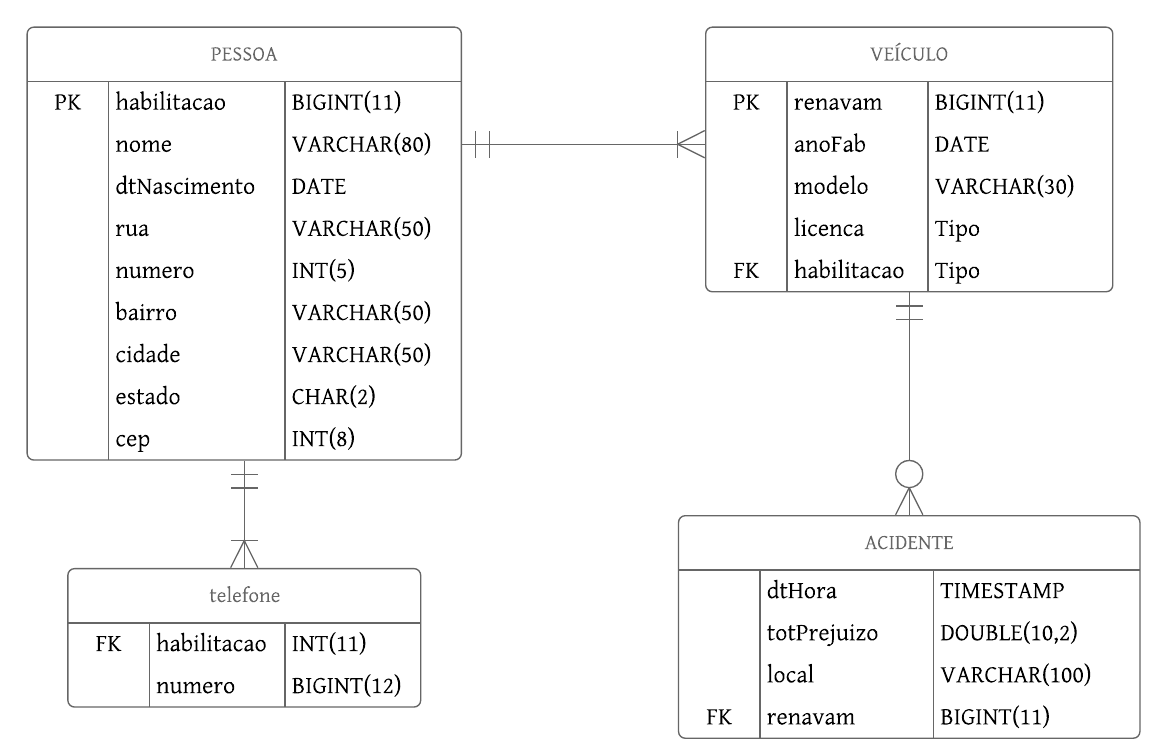 PESSOA
PK habilitacao BIGINT(11)
nome VARCHAR(80)
dtNascimento DATE
rua VARCHAR(50)
numero INT(5)
bairro VARCHAR(50)
cidade VARCHAR(50)
estado CHAR(2)
cep INT(8)
VEÍCULO
PK renavam BIGINT(11)
anoFab DATE
modelo VARCHAR(30)
licenca Tipo
FK habilitacao Tipo
telefone
FK habilitacao INT(11)
numero BIGINT(12)
ACIDENTE
dtHora TIMESTAMP
totPrejuizo DOUBLE(10,2)
local VARCHAR(100)
FK renavam BIGINT(11)